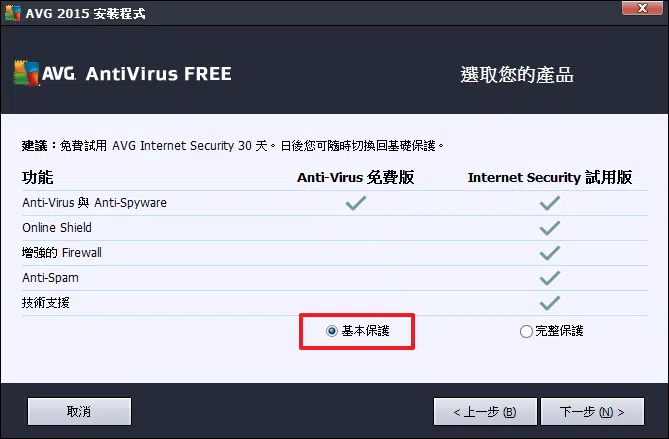 AVG 2015 安裝程式
AVG AntiVirus FREE
選取您的產品
建議：免費試用 AVG Internet Security 30 天。日後您可隨時切換回基礎保護。
功能 Anti-Virus 免費版 Internet Security 試用版
Anti-Virus 與 Anti-Spyware
Online Shield
增強的 Firewall
Anti-Spam
技術支援
基本保護 完整保護
取消 < 上一步 (B) 下一步 (N) >